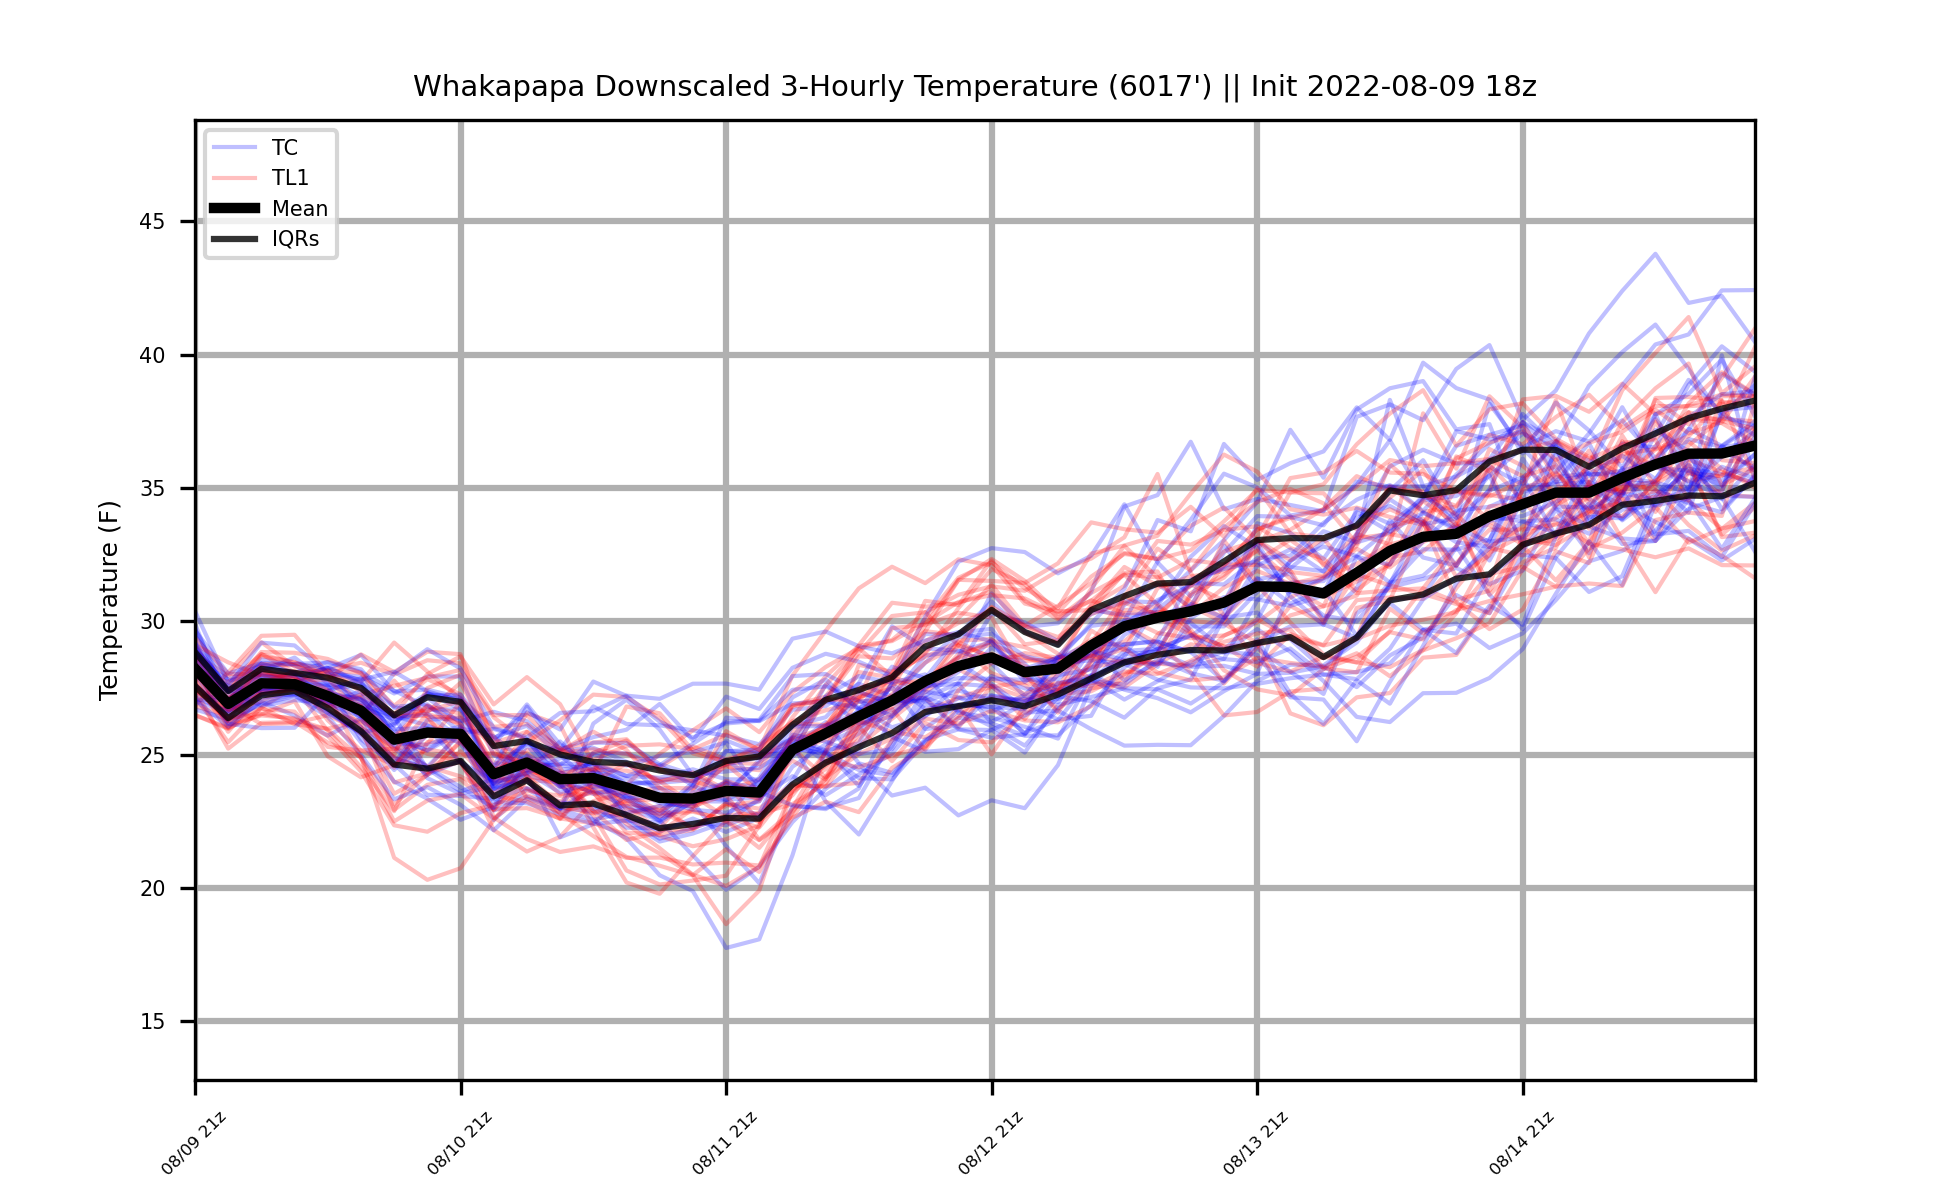 Whakapapa Downscaled 3-Hourly Temperature (6017') || Init 2022-08-09 18z
TC
TL1
Mean
IQRs
Temperature (F)
45
40
35
30
25
20
15
08/09 21z
08/10 21z
08/11 21z
08/12 21z
08/13 21z
08/14 21z